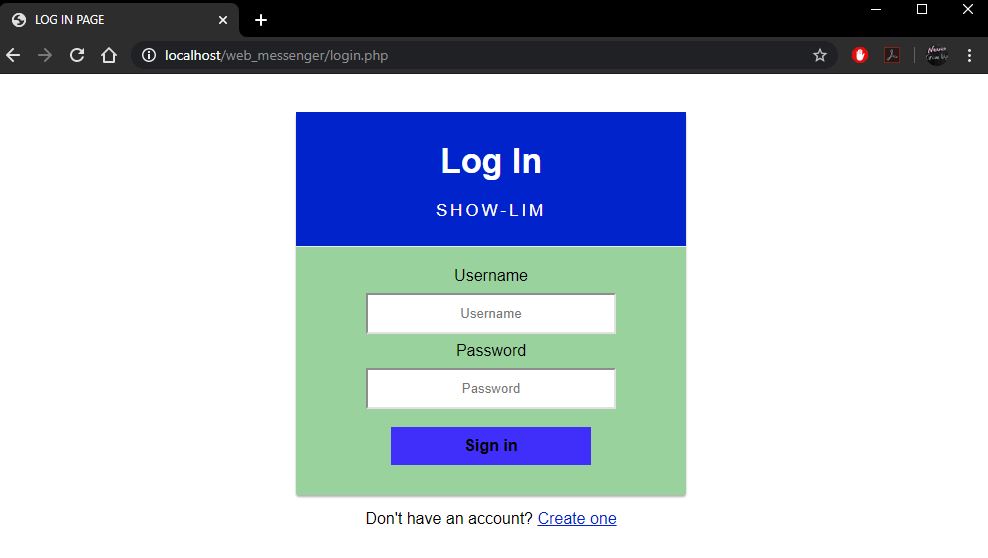 LOG IN PAGE
localhost/web_messenger/login.php
Log In
SHOW-LIM
Username
Username
Password
Password
Sign in
Don't have an account? Create one